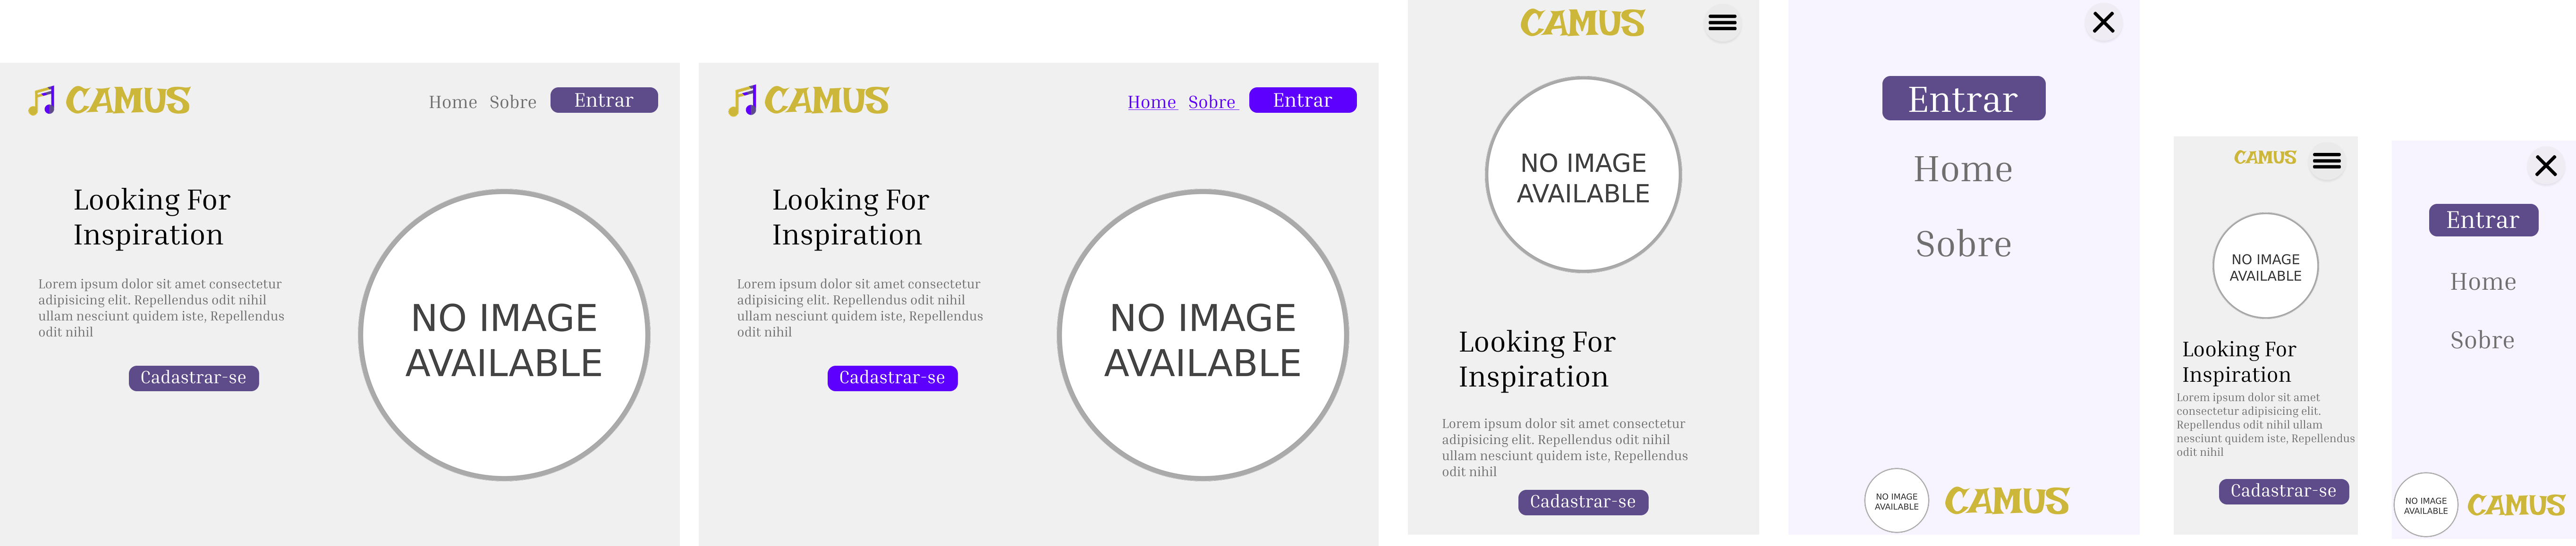 CAMUS
Home Sobre Entrar
Looking For
Inspiration
Lorem ipsum dolor sit amet consectetur
adipisicing elit. Repellendus odit nihil
ullam nesciunt quidem iste, Repellendus
odit nihil
Cadastrar-se
NO IMAGE
AVAILABLE
CAMUS
Home Sobre Entrar
Looking For
Inspiration
Lorem ipsum dolor sit amet consectetur
adipisicing elit. Repellendus odit nihil
ullam nesciunt quidem iste, Repellendus
odit nihil
Cadastrar-se
NO IMAGE
AVAILABLE
CAMUS
NO IMAGE
AVAILABLE
Looking For
Inspiration
Lorem ipsum dolor sit amet consectetur
adipisicing elit. Repellendus odit nihil
ullam nesciunt quidem iste, Repellendus
odit nihil
Cadastrar-se
Entrar
Home
Sobre
NO IMAGE
AVAILABLE
CAMUS
CAMUS
NO IMAGE
AVAILABLE
Looking For
Inspiration
Lorem ipsum dolor sit amet
consectetur adipisicing elit.
Repellendus odit nihil ullam
nesciunt quidem iste, Repellendus
odit nihil
Cadastrar-se
Entrar
Home
Sobre
NO IMAGE
AVAILABLE
CAMUS